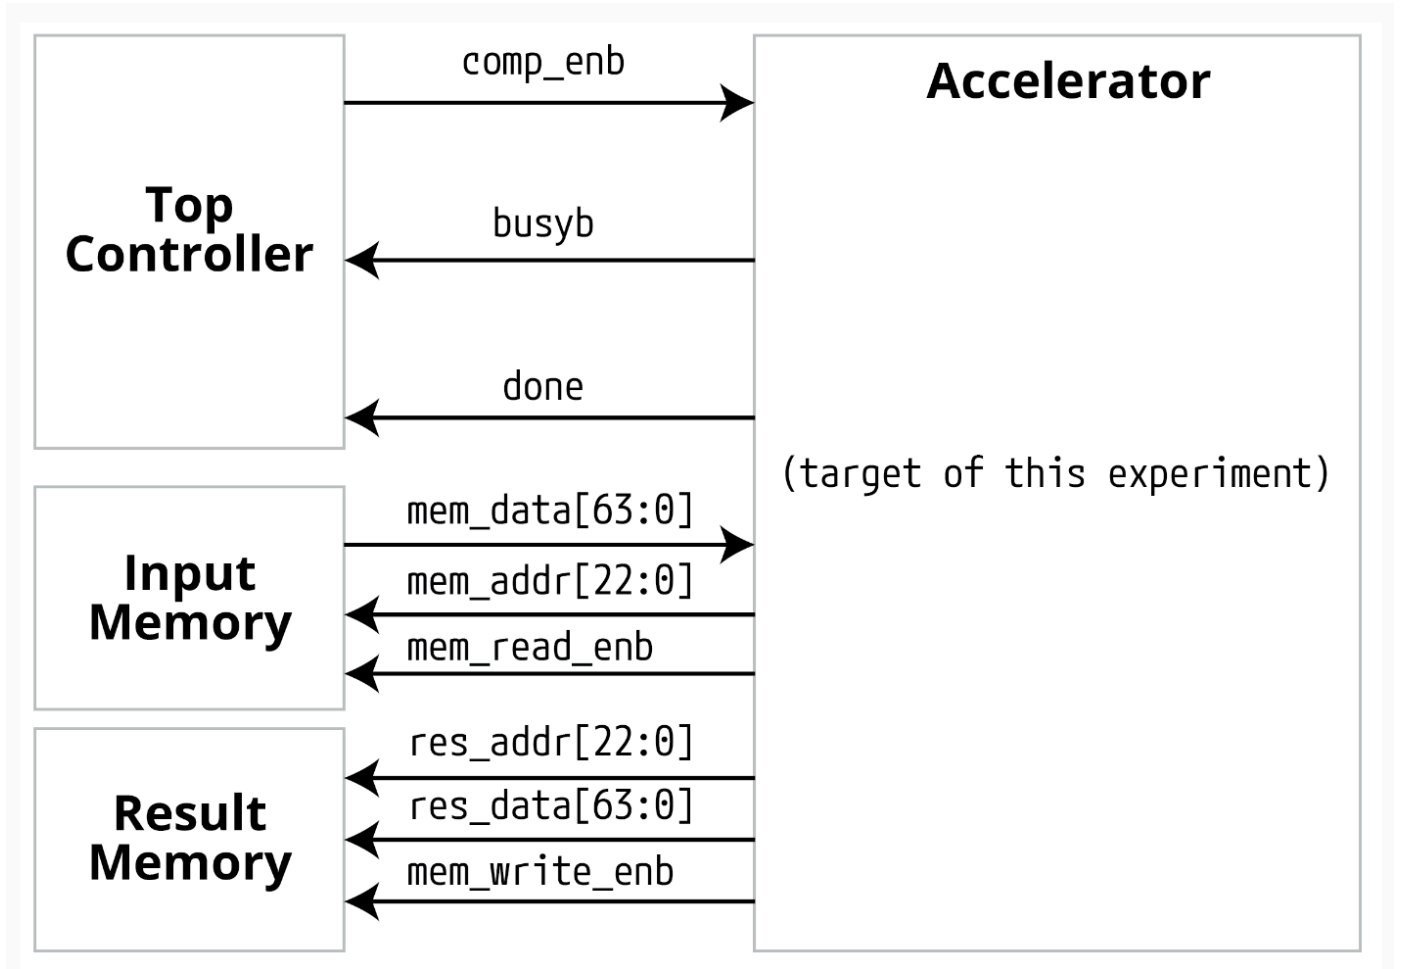 Top
Controller
comp_enb
busyb
done
Input
Memory
mem_data[63:0]
mem_addr[22:0]
mem_read_enb
Result
Memory
res_addr[22:0]
res_data[63:0]
mem_write_enb
Accelerator
(target of this experiment)